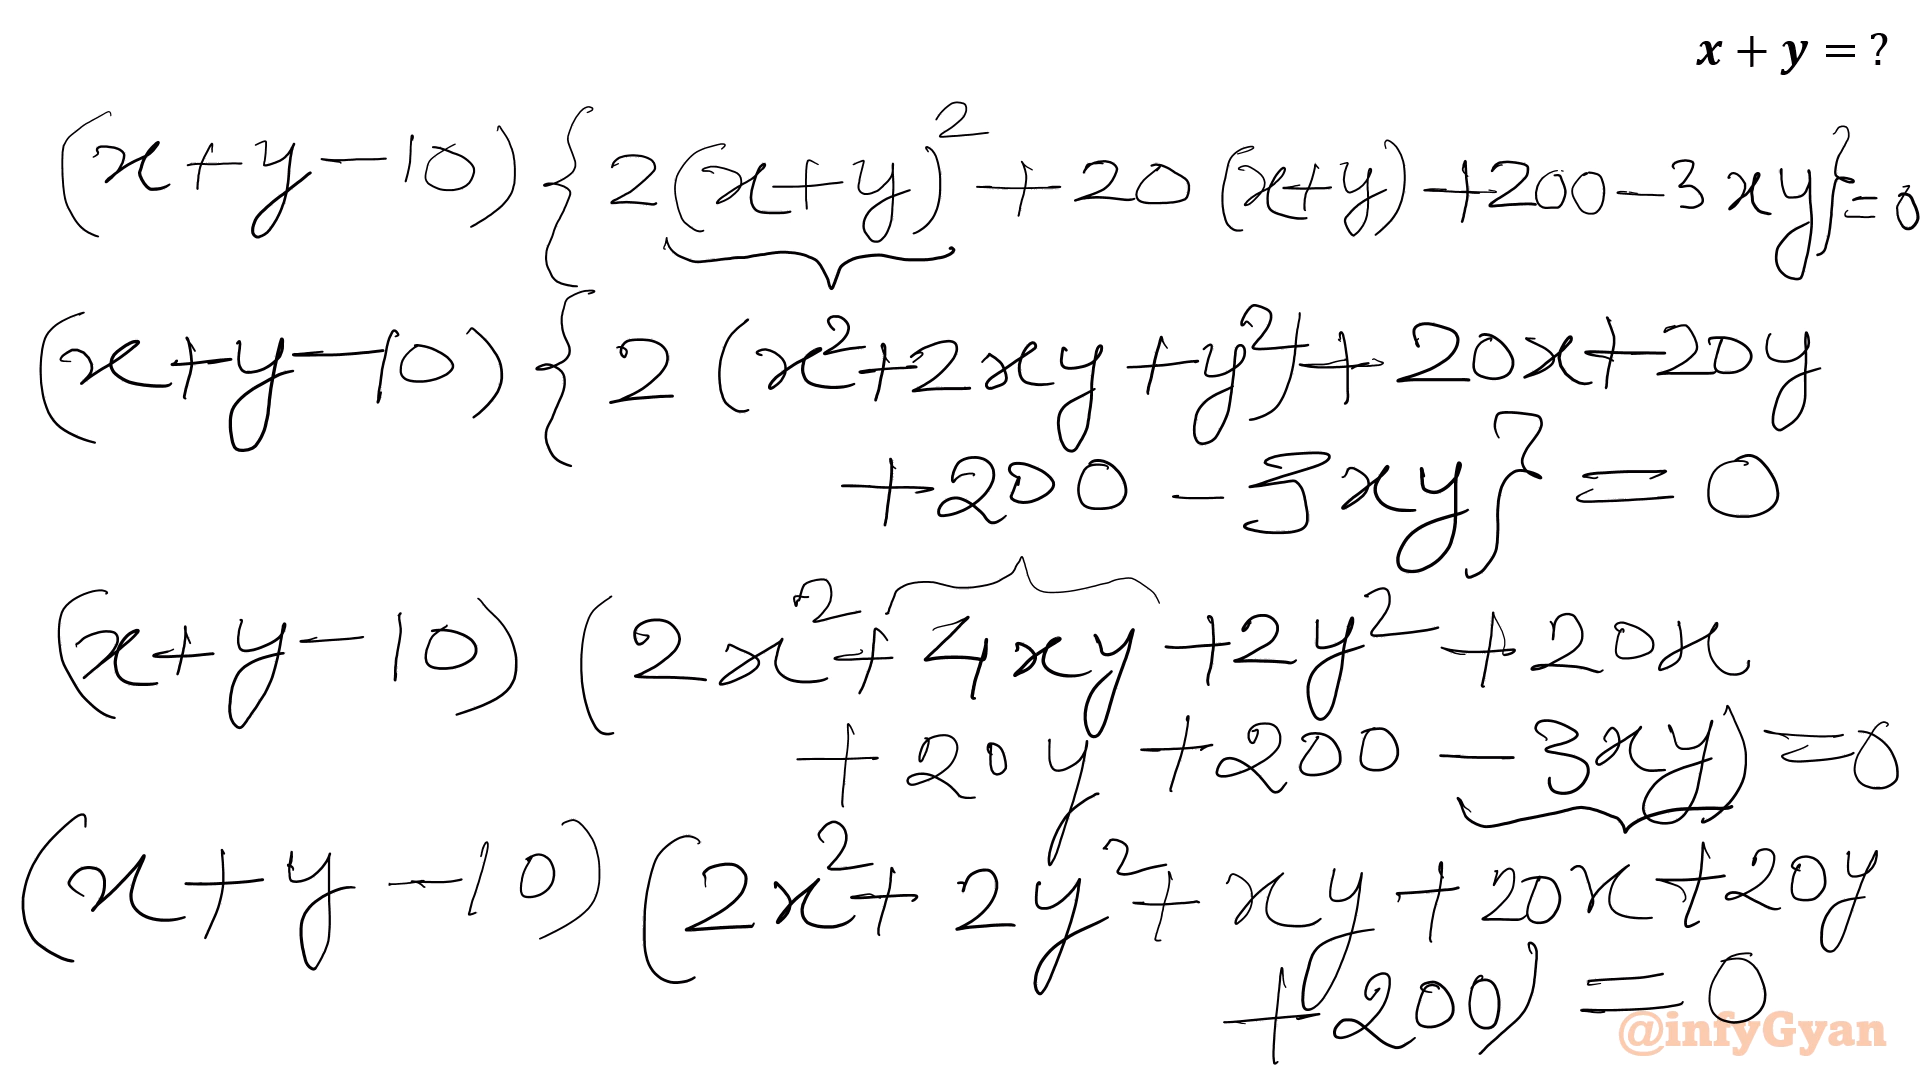 x + y = ?
(x+y-10) {2(x+y)² + 20(x+y) + 200 - 3xy} = 0
(x+y-10) {2(x²+2xy+y²) + 20x + 20y
+ 200 - 3xy} = 0
(x+y-10) (2x² + 4xy + 2y² + 20x
+ 20y + 200 - 3xy) = 0
(x+y-10) (2x² + 2y² + xy + 20x + 20y
+ 200) = 0
@infyGyan